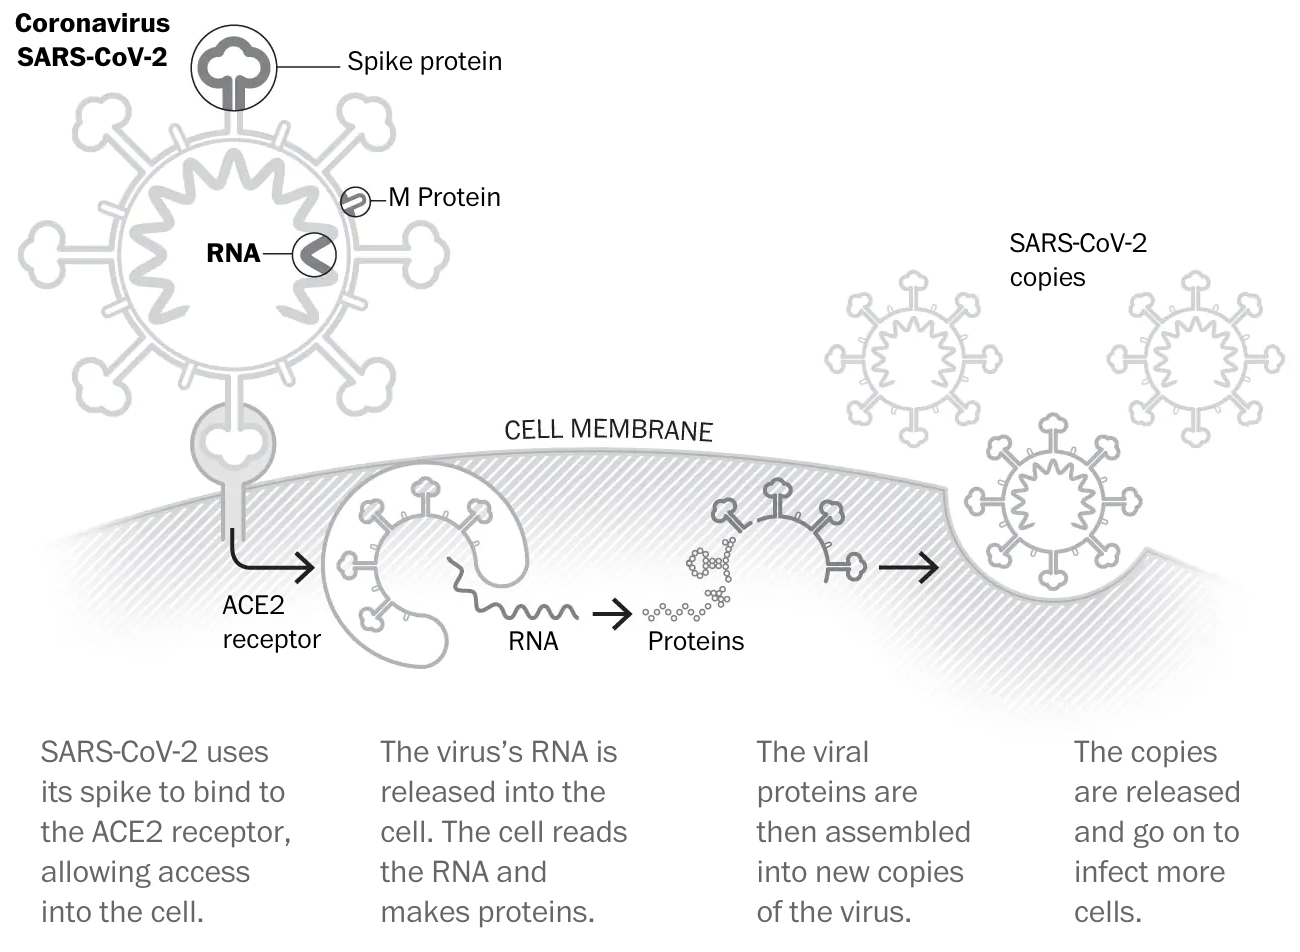 Coronavirus
SARS-CoV-2
Spike protein
M Protein
RNA
SARS-CoV-2
copies
CELL MEMBRANE
ACE2
receptor
RNA
Proteins
SARS-CoV-2 uses
its spike to bind to
the ACE2 receptor,
allowing access
into the cell.
The virus’s RNA is
released into the
cell. The cell reads
the RNA and
makes proteins.
The viral
proteins are
then assembled
into new copies
of the virus.
The copies
are released
and go on to
infect more
cells.